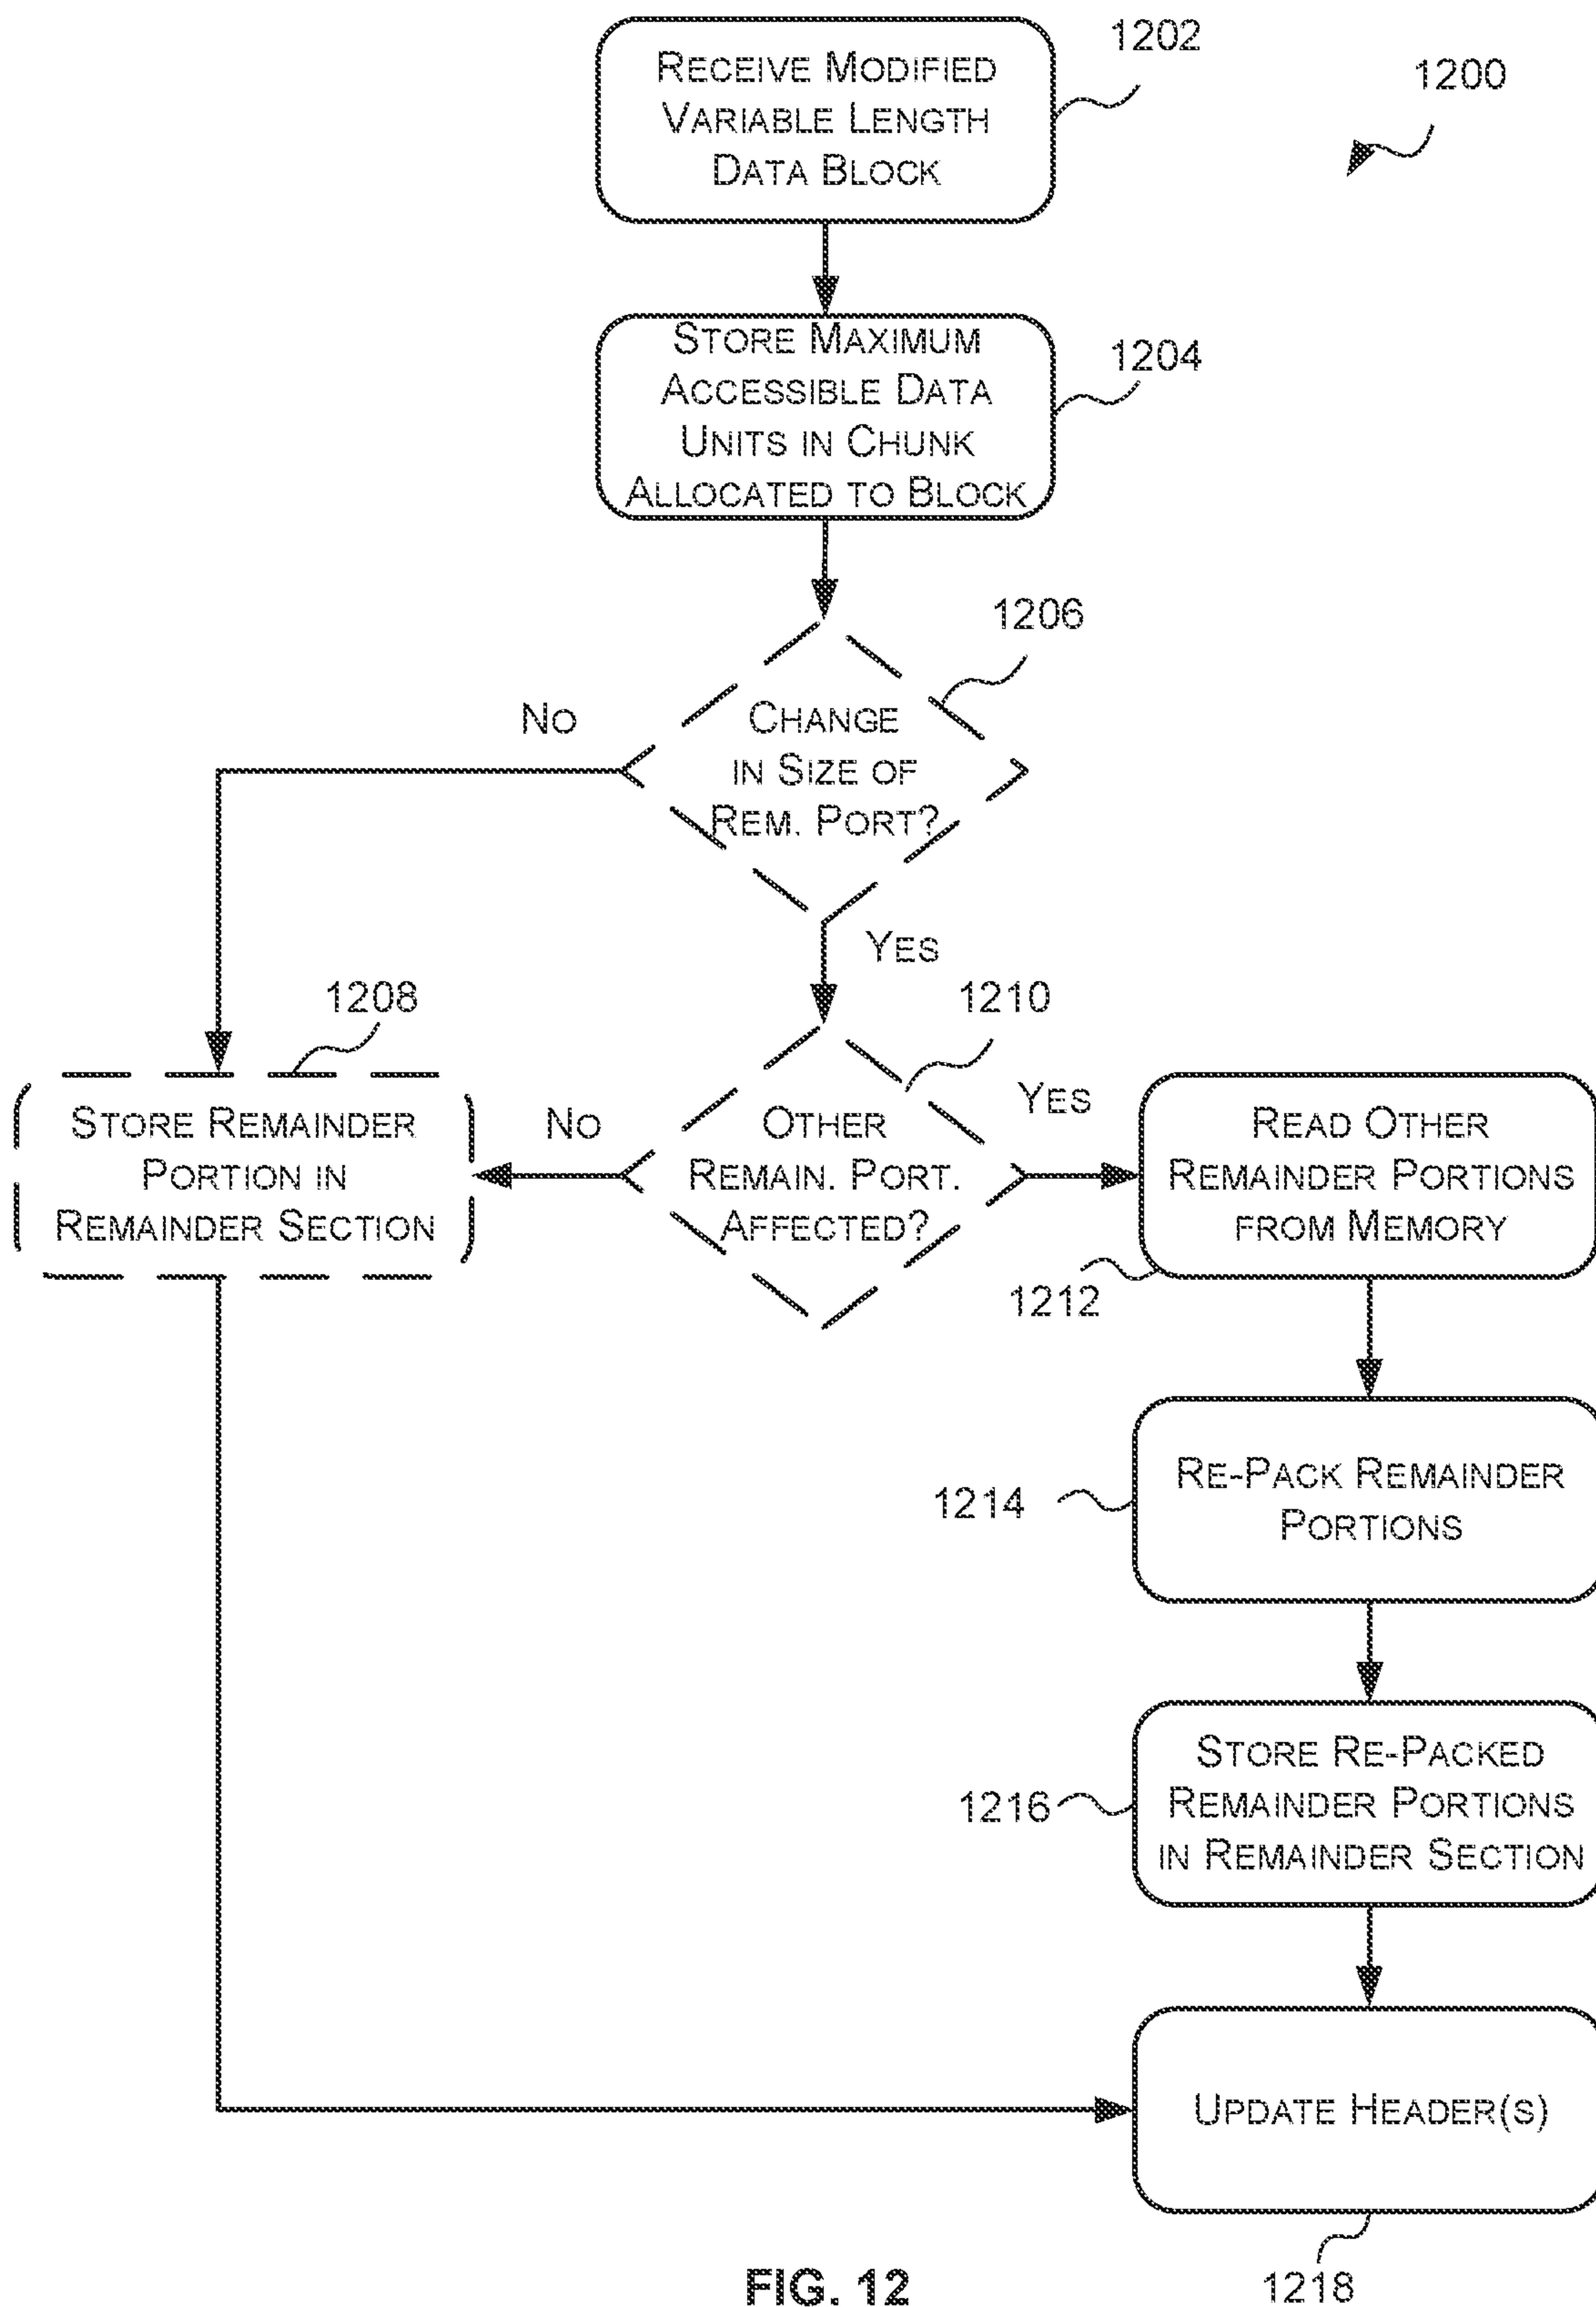 1202
RECEIVE MODIFIED
VARIABLE LENGTH
DATA BLOCK
1200
STORE MAXIMUM
ACCESSIBLE DATA
UNITS IN CHUNK
ALLOCATED TO BLOCK
1204
1206
NO
CHANGE
IN SIZE OF
REM. PORT?
YES
1208
1210
STORE REMAINDER
PORTION IN
REMAINDER SECTION
NO
OTHER
REMAIN. PORT.
AFFECTED?
YES
READ OTHER
REMAINDER PORTIONS
FROM MEMORY
1212
RE-PACK REMAINDER
PORTIONS
1214
STORE RE-PACKED
REMAINDER PORTIONS
IN REMAINDER SECTION
1216
UPDATE HEADER(S)
1218
FIG. 12